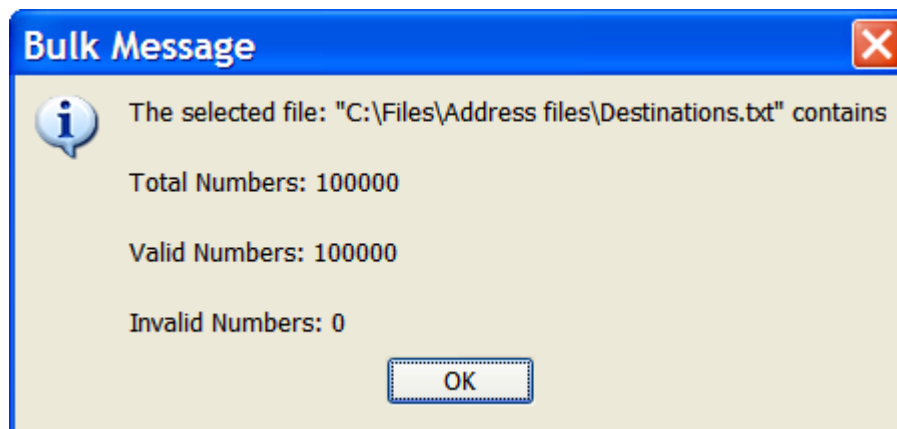 Bulk Message
The selected file: "C:\Files\Address files\Destinations.txt" contains
Total Numbers: 100000
Valid Numbers: 100000
Invalid Numbers: 0
OK